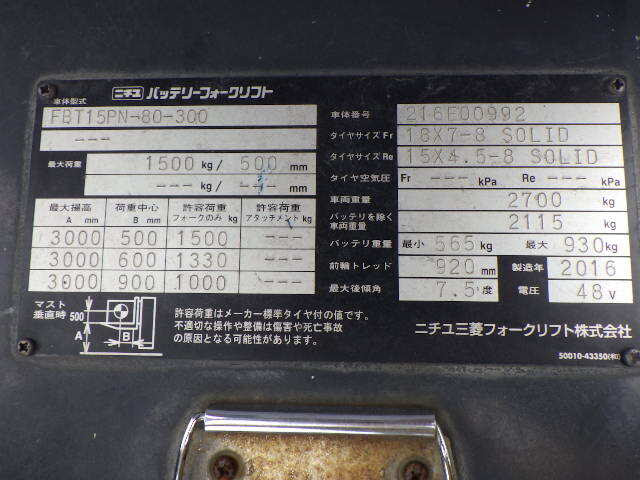 ニチユ バッテリーフォークリフト
車体型式
FBT15PN-80-300
---
最大荷重 1500 kg/ 500 mm
--- kg/ --- mm
最大揚高 A mm 荷重中心 B mm 許容荷重 フォークのみ kg 許容荷重 アタッチメント kg
3000 500 1500 ---
3000 600 1330 ---
3000 900 1000 ---
マスト垂直時 500 A B
許容荷重はメーカー標準タイヤ付の値です。
不適切な操作や整備は傷害や死亡事故
の原因となる可能性があります。
車体番号 216E00992
タイヤサイズ Fr 18X7-8 SOLID
タイヤサイズ Re 15X4.5-8 SOLID
タイヤ空気圧 Fr --- kPa Re --- kPa
車両重量 2700 kg
バッテリを除く車両重量 2115 kg
バッテリ重量 最小 565 kg 最大 930 kg
前輪トレッド 920 mm 製造年 2016
最大後傾角 7.5 度 電圧 48 V
ニチユ三菱フォークリフト株式会社
50010-43350(和)